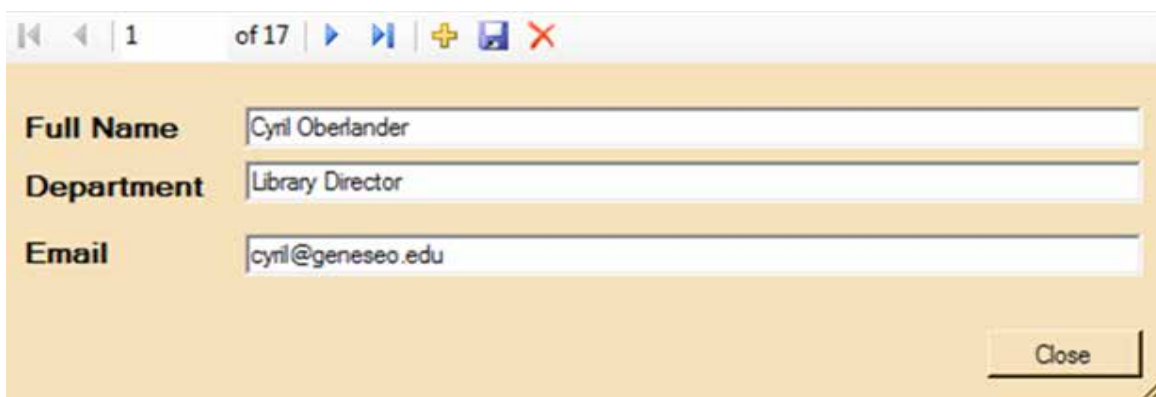 1 of 17
Full Name Cyril Oberlander
Department Library Director
Email cyril@geneseo.edu
Close